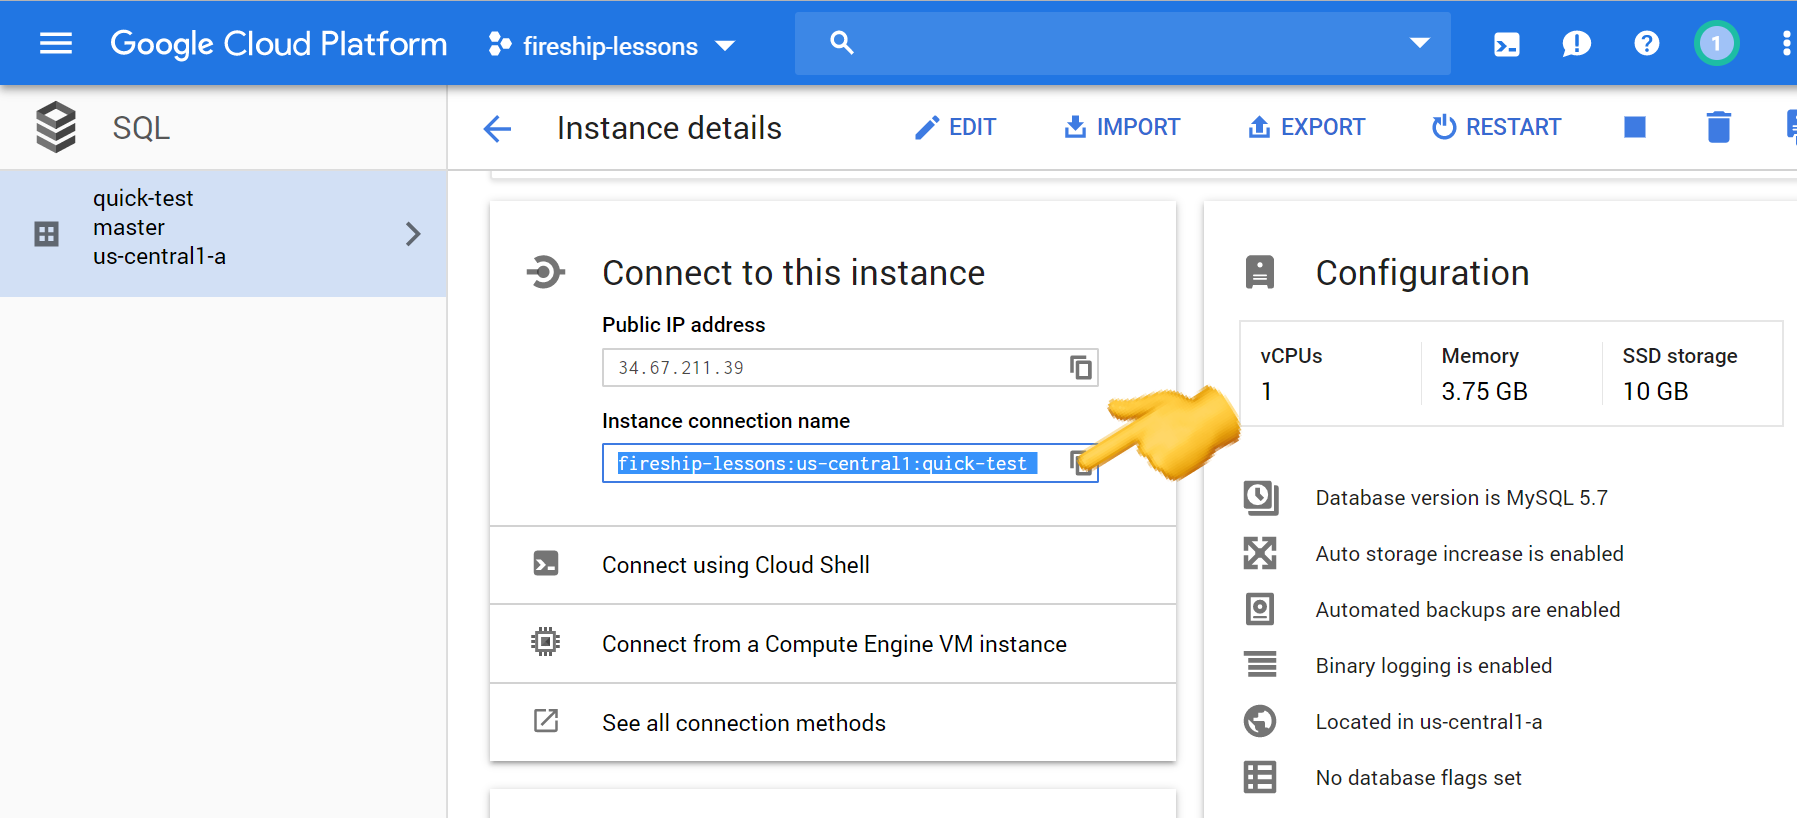 Google Cloud Platform
fireship-lessons
1
SQL
Instance details
EDIT
IMPORT
EXPORT
RESTART
quick-test
master
us-central1-a
Connect to this instance
Public IP address
34.67.211.39
Instance connection name
fireship-lessons:us-central1:quick-test
Connect using Cloud Shell
Connect from a Compute Engine VM instance
See all connection methods
Configuration
vCPUs
1
Memory
3.75 GB
SSD storage
10 GB
Database version is MySQL 5.7
Auto storage increase is enabled
Automated backups are enabled
Binary logging is enabled
Located in us-central1-a
No database flags set